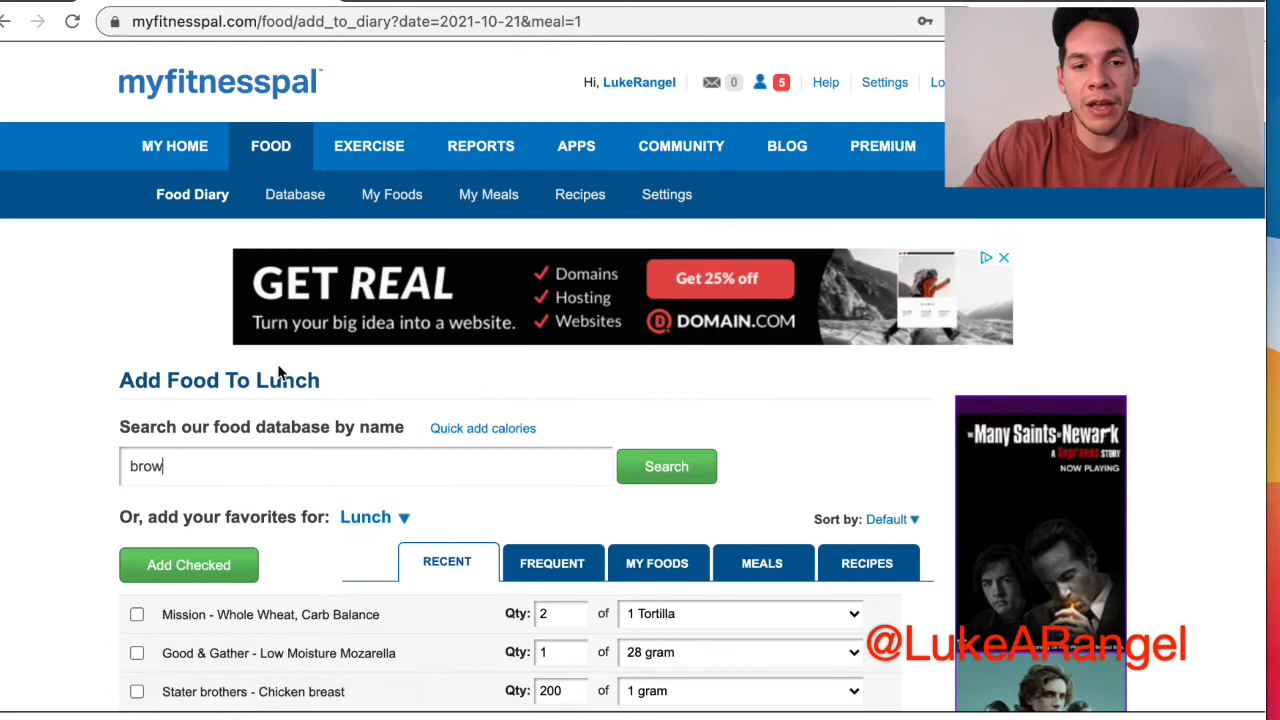 myfitnesspal.com/food/add_to_diary?date=2021-10-21&meal=1
myfitnesspal™
Hi, LukeRangel 0 5 Help Settings Lo
MY HOME FOOD EXERCISE REPORTS APPS COMMUNITY BLOG PREMIUM
Food Diary Database My Foods My Meals Recipes Settings
GET REAL
Turn your big idea into a website.
Domains
Hosting
Websites
Get 25% off
DOMAIN.COM
Add Food To Lunch
Search our food database by name Quick add calories
brow Search
Or, add your favorites for: Lunch Sort by: Default
Add Checked RECENT FREQUENT MY FOODS MEALS RECIPES
Mission - Whole Wheat, Carb Balance Qty: 2 of 1 Tortilla
Good & Gather - Low Moisture Mozarella Qty: 1 of 28 gram
Stater brothers - Chicken breast Qty: 200 of 1 gram
The Many Saints of Newark
A Sopranos STORY
NOW PLAYING
@LukeARangel